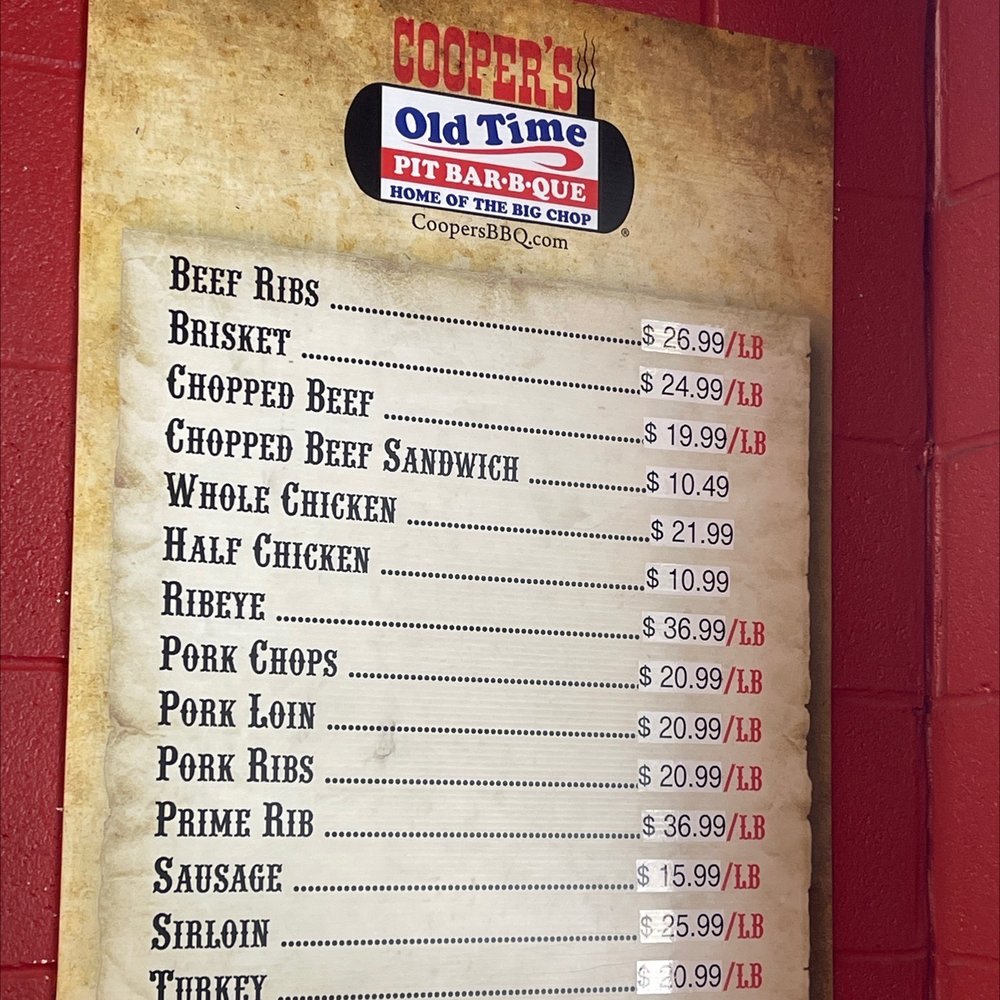 COOPER'S
Old Time
PIT BAR·B·QUE
HOME OF THE BIG CHOP
CoopersBBQ.com ®
BEEF RIBS ........ $ 26.99/LB
BRISKET ........ $ 24.99/LB
CHOPPED BEEF ........ $ 19.99/LB
CHOPPED BEEF SANDWICH ........ $ 10.49
WHOLE CHICKEN ........ $ 21.99
HALF CHICKEN ........ $ 10.99
RIBEYE ........ $ 36.99/LB
PORK CHOPS ........ $ 20.99/LB
PORK LOIN ........ $ 20.99/LB
PORK RIBS ........ $ 20.99/LB
PRIME RIB ........ $ 36.99/LB
SAUSAGE ........ $ 15.99/LB
SIRLOIN ........ $ 25.99/LB
TURKEY ........ $ 20.99/LB